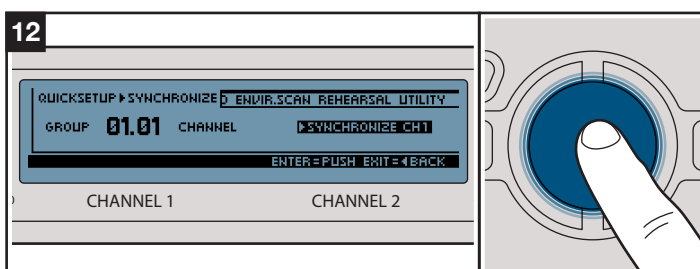 12
QUICKSETUP▶SYNCHRONIZE D ENVIR.SCAN REHEARSAL UTILITY
GROUP 01.01 CHANNEL ▶SYNCHRONIZE CH1
ENTER=PUSH EXIT=◀BACK
CHANNEL 1 CHANNEL 2